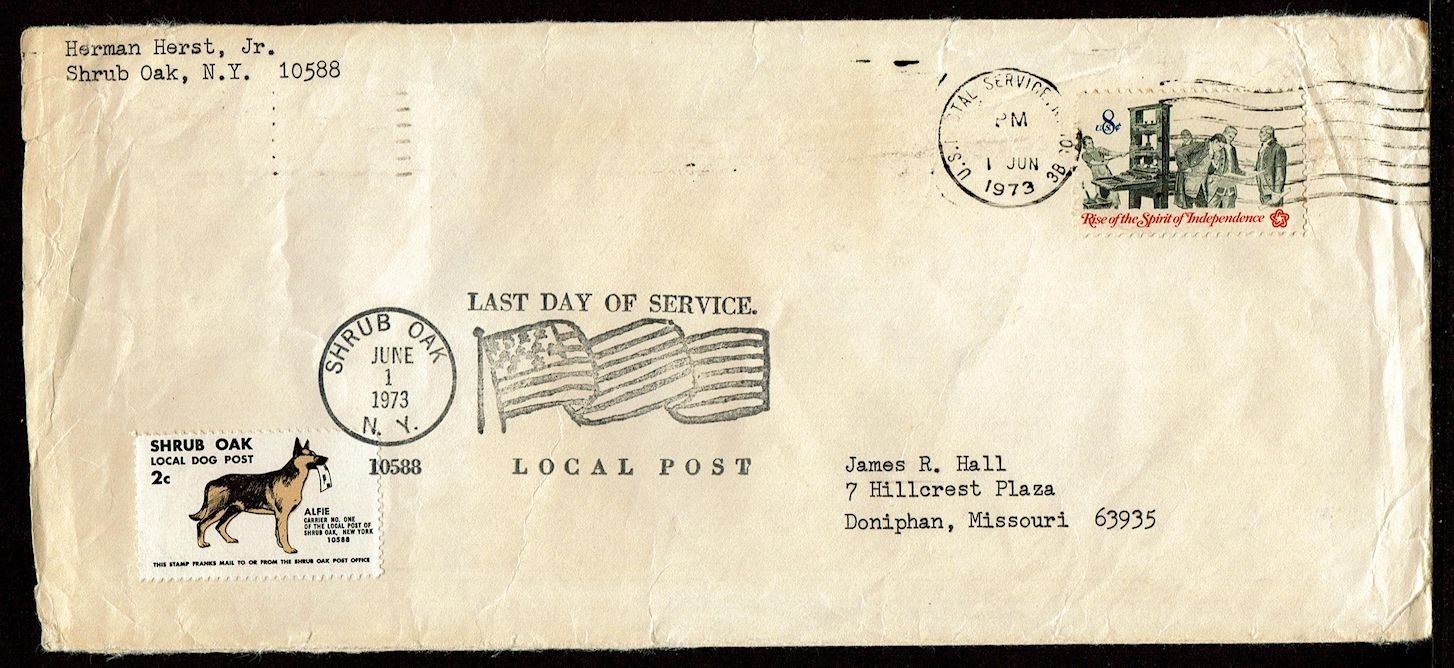 Herman Herst, Jr.
Shrub Oak, N.Y. 10588
U.S. POSTAL SERVICE,
PM
1 JUN
1973
8¢
U.S.
Rise of the Spirit of Independence
LAST DAY OF SERVICE.
SHRUB OAK
JUNE
1
1973
N. Y.
10588
LOCAL POST
SHRUB OAK
LOCAL DOG POST
2c
ALFIE
CARRIER NO. ONE
OF THE LOCAL POST OF
SHRUB OAK, NEW YORK
10588
THIS STAMP FRANKS MAIL TO OR FROM THE SHRUB OAK POST OFFICE
James R. Hall
7 Hillcrest Plaza
Doniphan, Missouri 63935